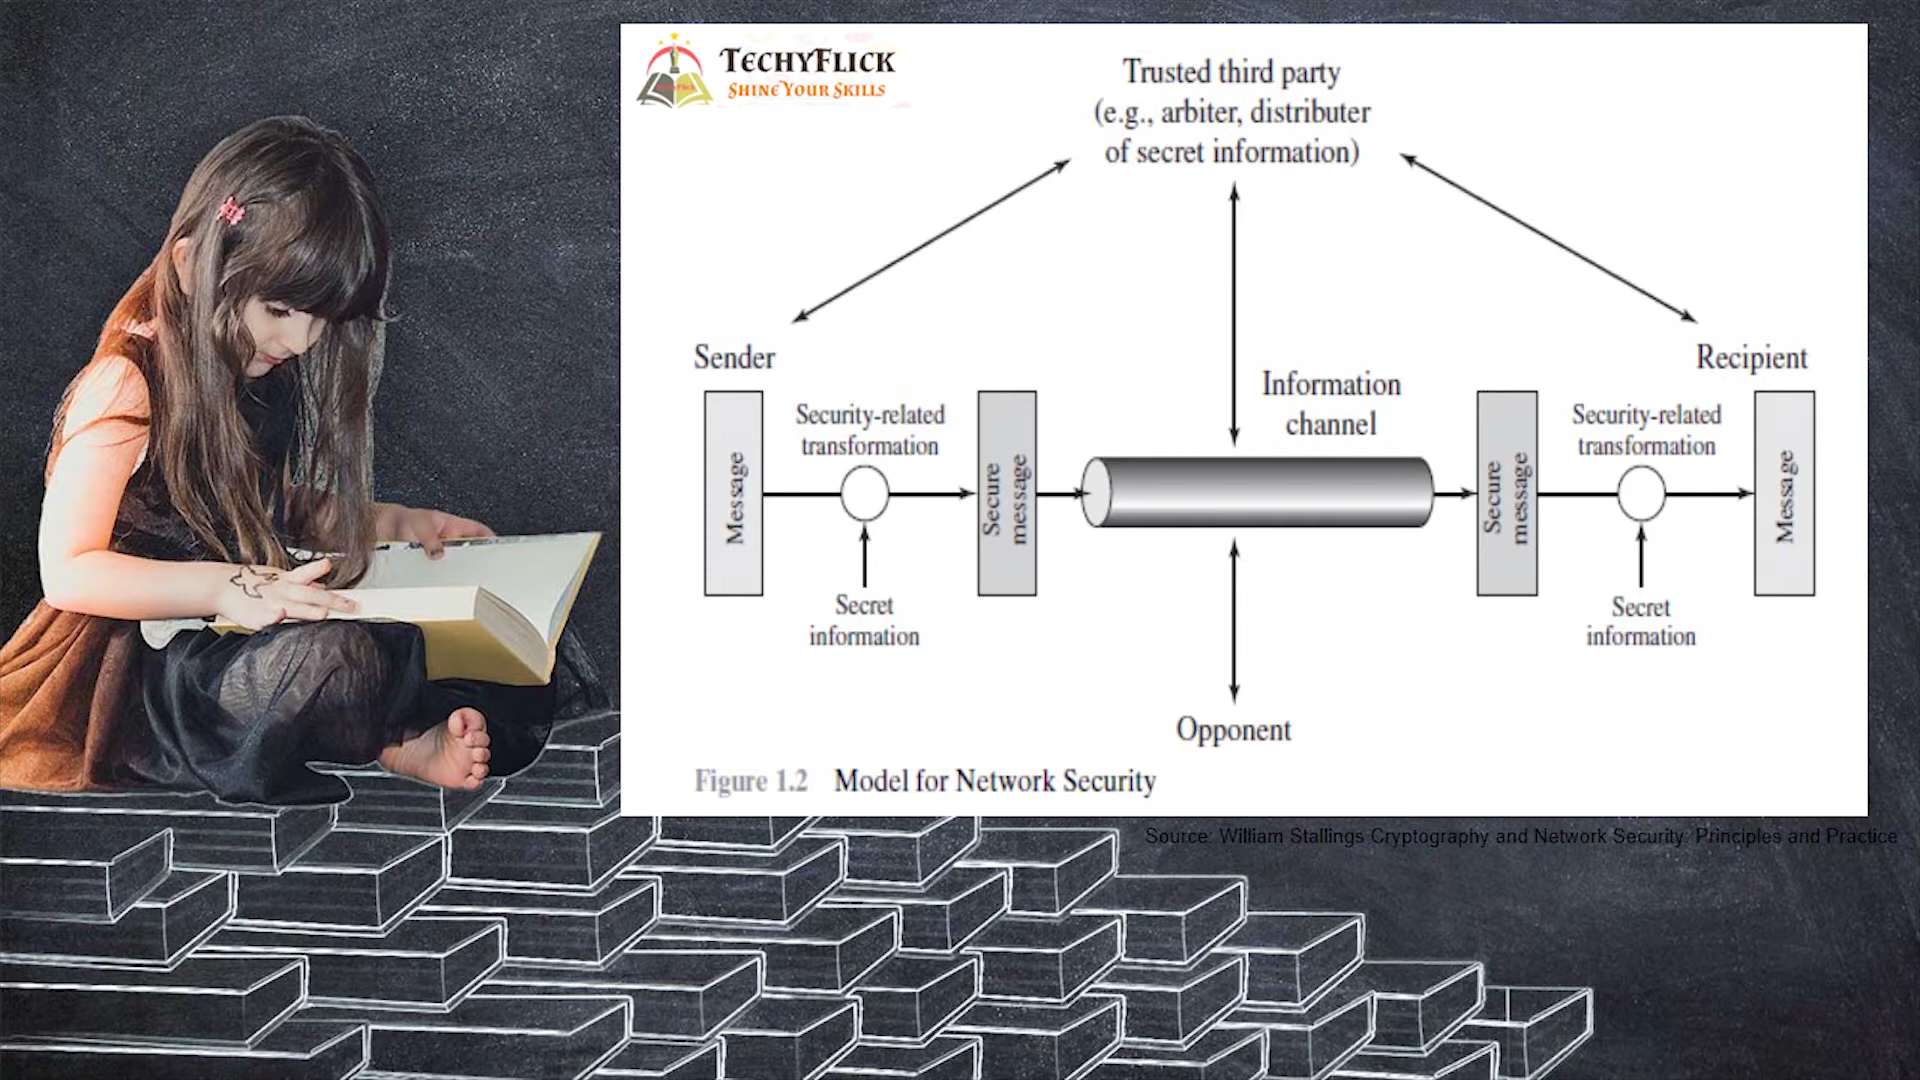 TECHYFLICK
SHINE YOUR SKILLS
Trusted third party
(e.g., arbiter, distributer
of secret information)
Sender
Recipient
Information
channel
Security-related
transformation
Security-related
transformation
Message
Secure
message
Secure
message
Message
Secret
information
Secret
information
Opponent
Figure 1.2 Model for Network Security
Source: William Stallings Cryptography and Network Security: Principles and Practice